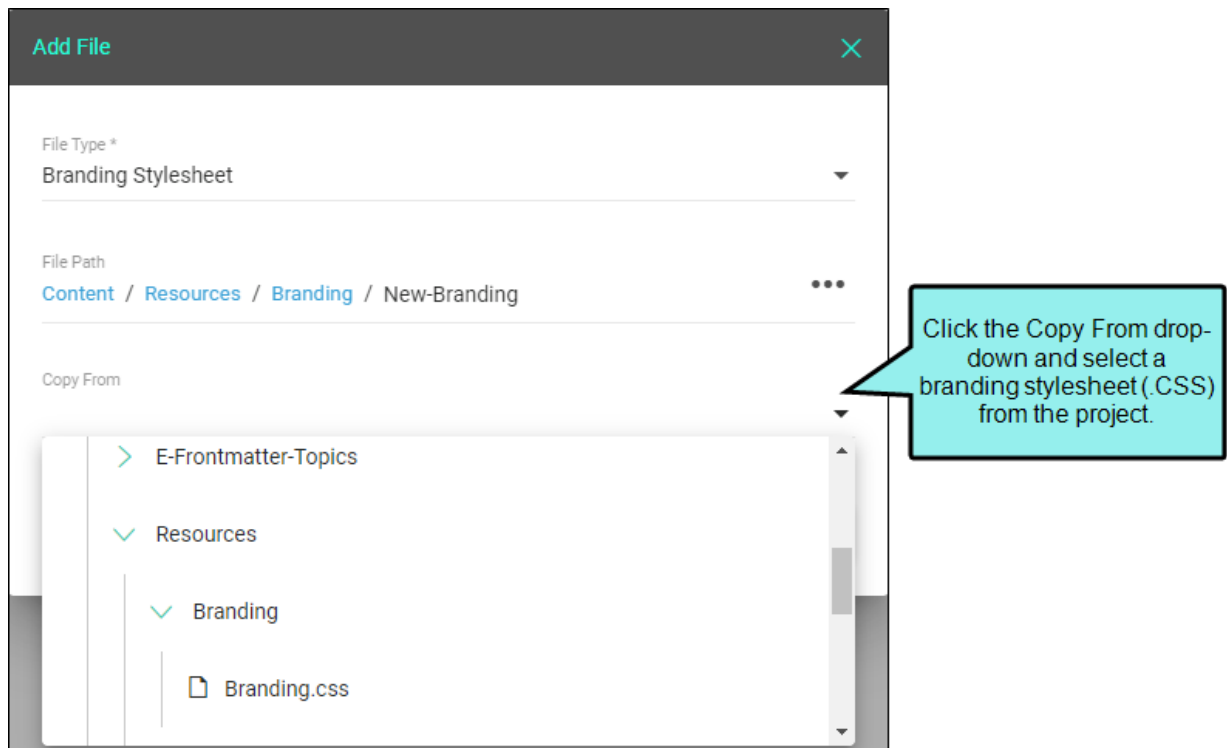 Add File
File Type *
Branding Stylesheet
File Path
Content / Resources / Branding / New-Branding
Copy From
Click the Copy From drop-
down and select a
branding stylesheet (.CSS)
from the project.
E-Frontmatter-Topics
Resources
Branding
Branding.css